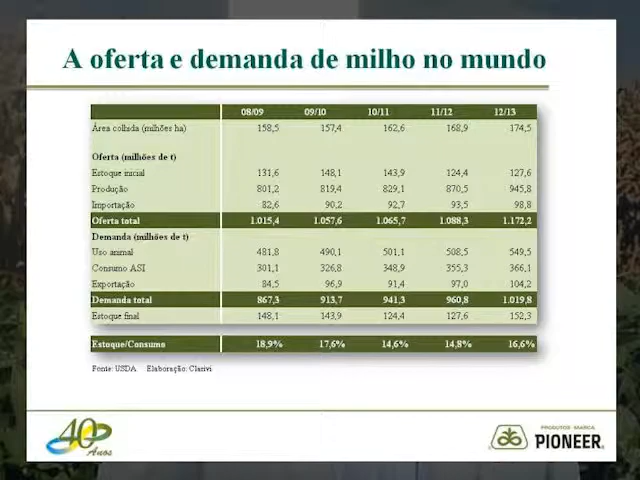 A oferta e demanda de milho no mundo
08/09 09/10 10/11 11/12 12/13
Área colhida (milhões ha) 158,5 157,4 162,6 168,9 174,5
Oferta (milhões de t)
Estoque inicial 131,6 148,1 143,9 124,4 127,6
Produção 801,2 819,4 829,1 870,5 945,8
Importação 82,6 90,2 92,7 93,5 98,8
Oferta total 1.015,4 1.057,6 1.065,7 1.088,3 1.172,2
Demanda (milhões de t)
Uso animal 481,8 490,1 501,1 508,5 549,5
Consumo ASI 301,1 326,8 348,9 355,3 366,1
Exportação 84,5 96,9 91,4 97,0 104,2
Demanda total 867,3 913,7 941,3 960,8 1.019,8
Estoque final 148,1 143,9 124,4 127,6 152,3
Estoque/Consumo 18,9% 17,6% 14,6% 14,8% 16,6%
Fonte: USDA Elaboração: Clarivi
40 Anos
PRODUTOS · MARCA
PIONEER